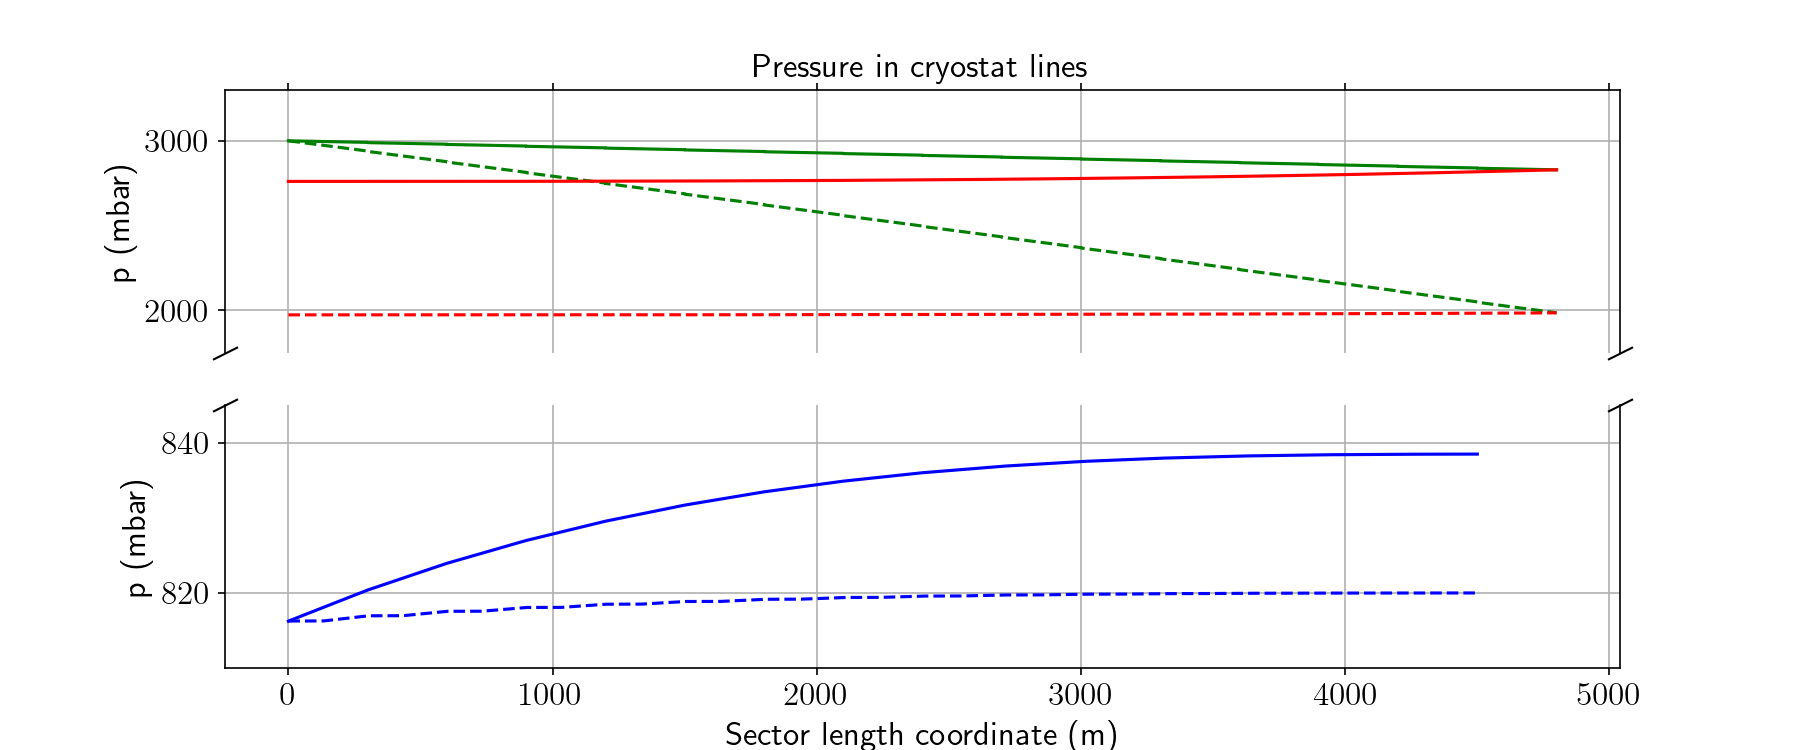 Pressure in cryostat lines
3000
2000
p (mbar)
840
820
p (mbar)
0 1000 2000 3000 4000 5000
Sector length coordinate (m)